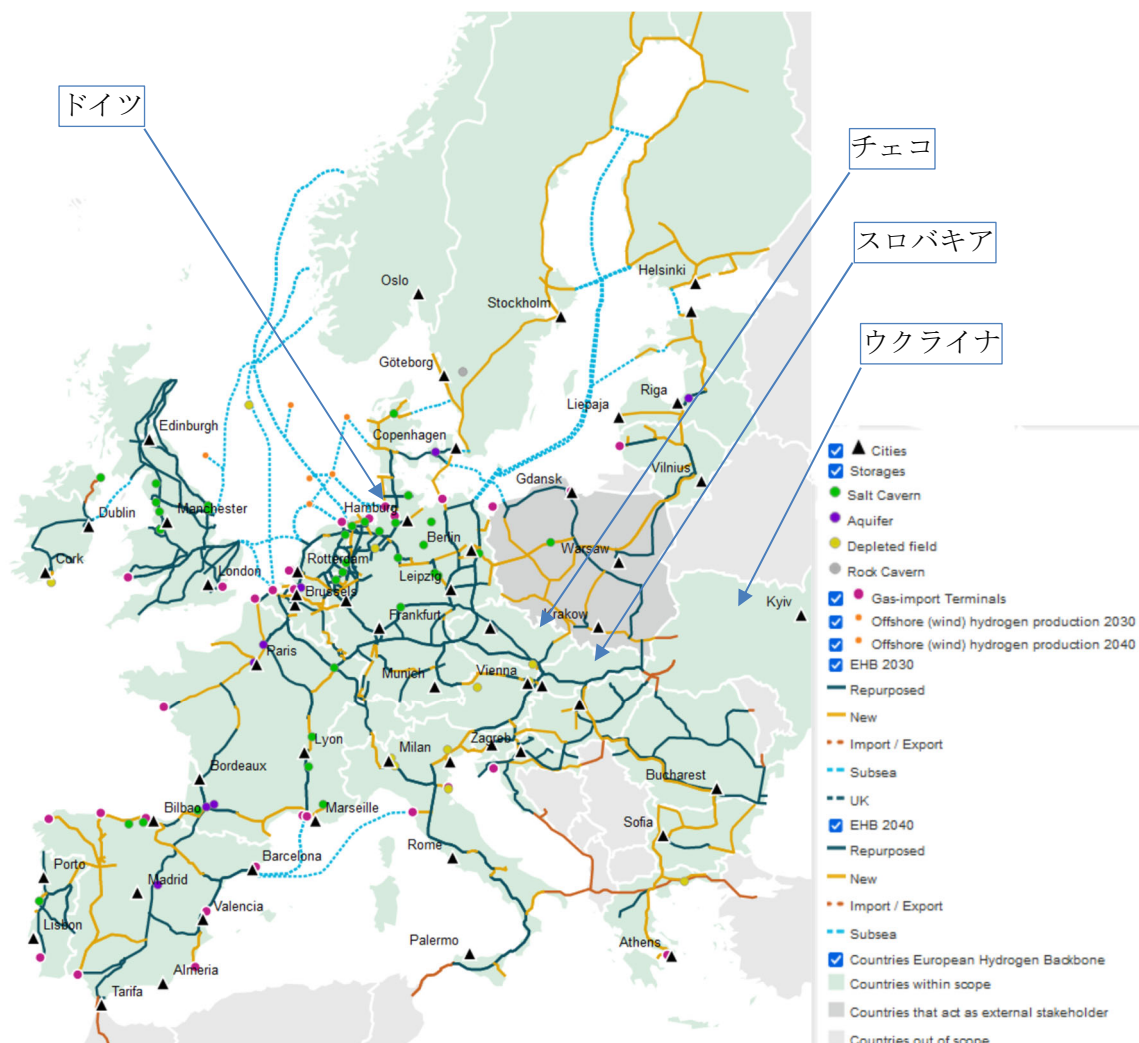 ドイツ
チェコ
スロバキア
ウクライナ
Oslo
Stockholm
Helsinki
Göteborg
Riga
Liepaja
Edinburgh
Copenhagen
Vilnius
Gdansk
Dublin
Manchester
Hamburg
Berlin
Warsaw
Cork
London
Rotterdam
Leipzig
Brussels
Kyiv
Krakow
Frankfurt
Paris
Munich
Vienna
Lyon
Milan
Zagreb
Bordeaux
Bucharest
Bilbao
Marseille
Sofia
Rome
Porto
Barcelona
Madrid
Valencia
Lisbon
Palermo
Athens
Almeria
Tarifa
Cities
Storages
Salt Cavern
Aquifer
Depleted field
Rock Cavern
Gas-import Terminals
Offshore (wind) hydrogen production 2030
Offshore (wind) hydrogen production 2040
EHB 2030
Repurposed
New
Import / Export
Subsea
UK
EHB 2040
Repurposed
New
Import / Export
Subsea
Countries European Hydrogen Backbone
Countries within scope
Countries that act as external stakeholder
Countries out of scope